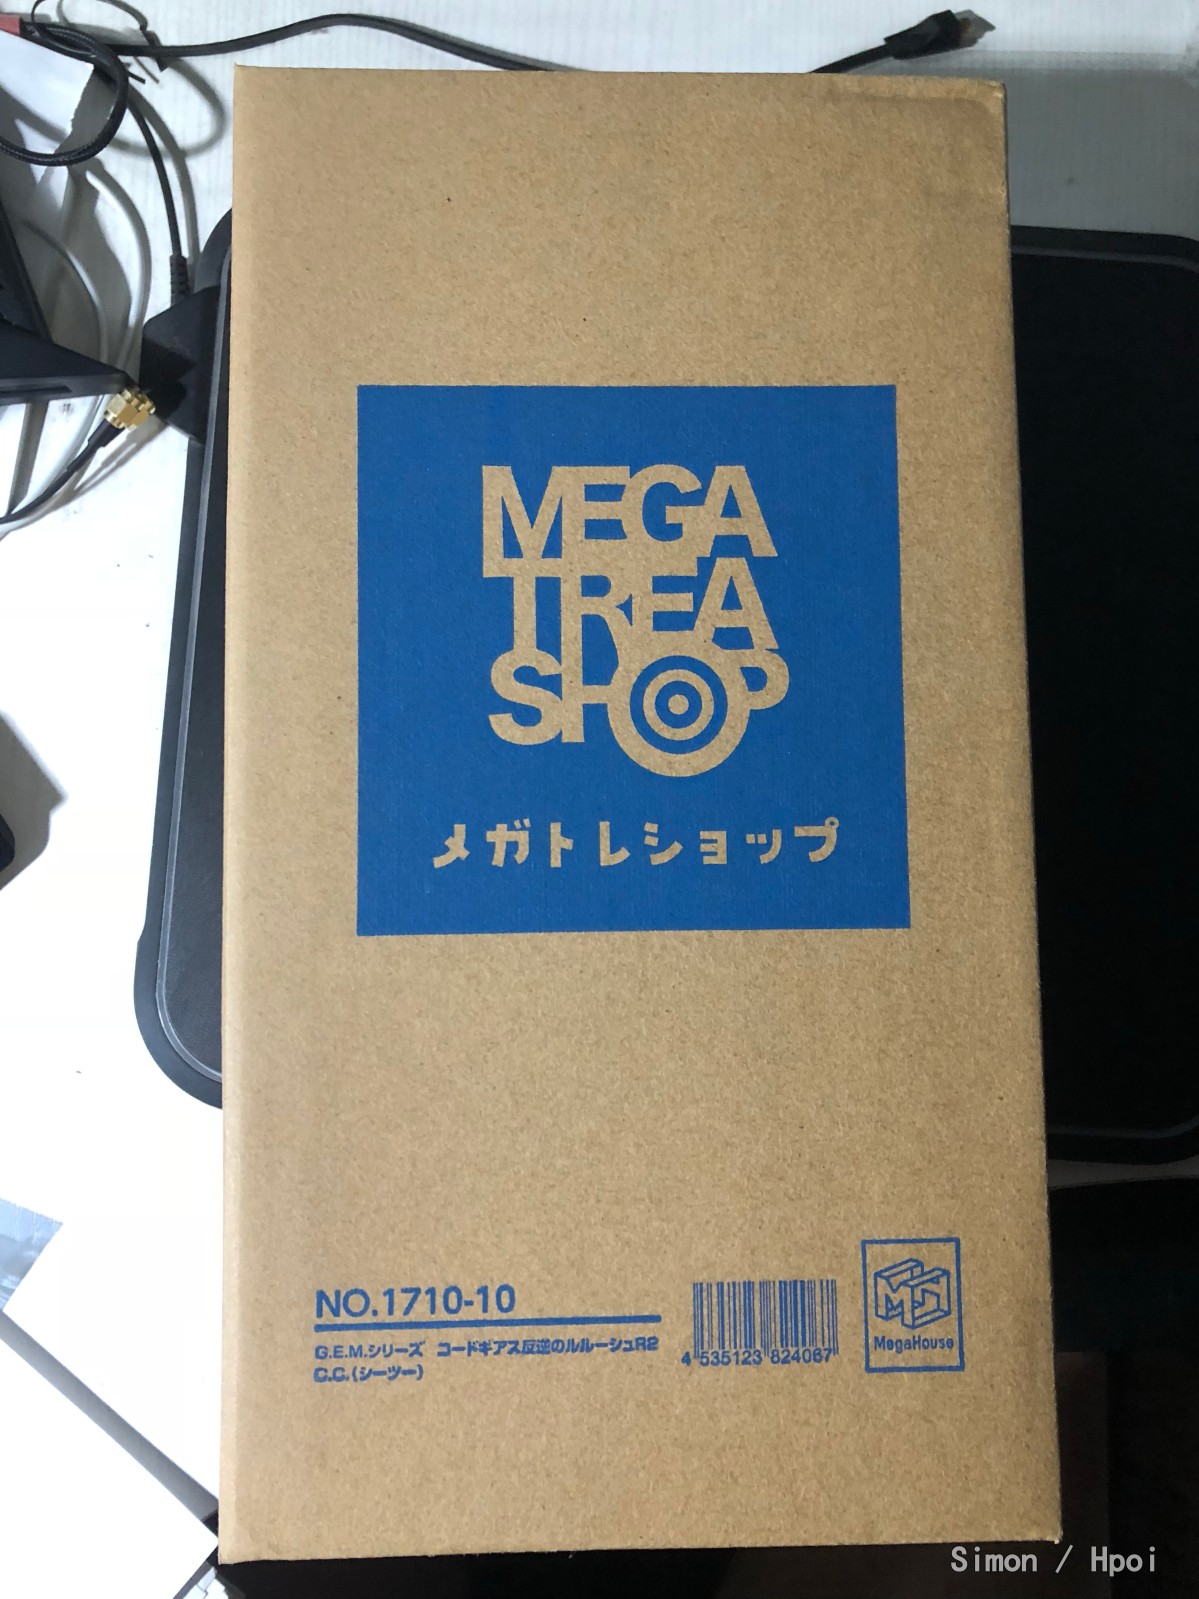 MEGA
TREA
SHOP
メガトレショップ
NO.1710-10
G.E.M.シリーズ コードギアス反逆のルルーシュR2
C.C.(シーツー)
4 535123 824067
MegaHouse
Simon / Hpoi